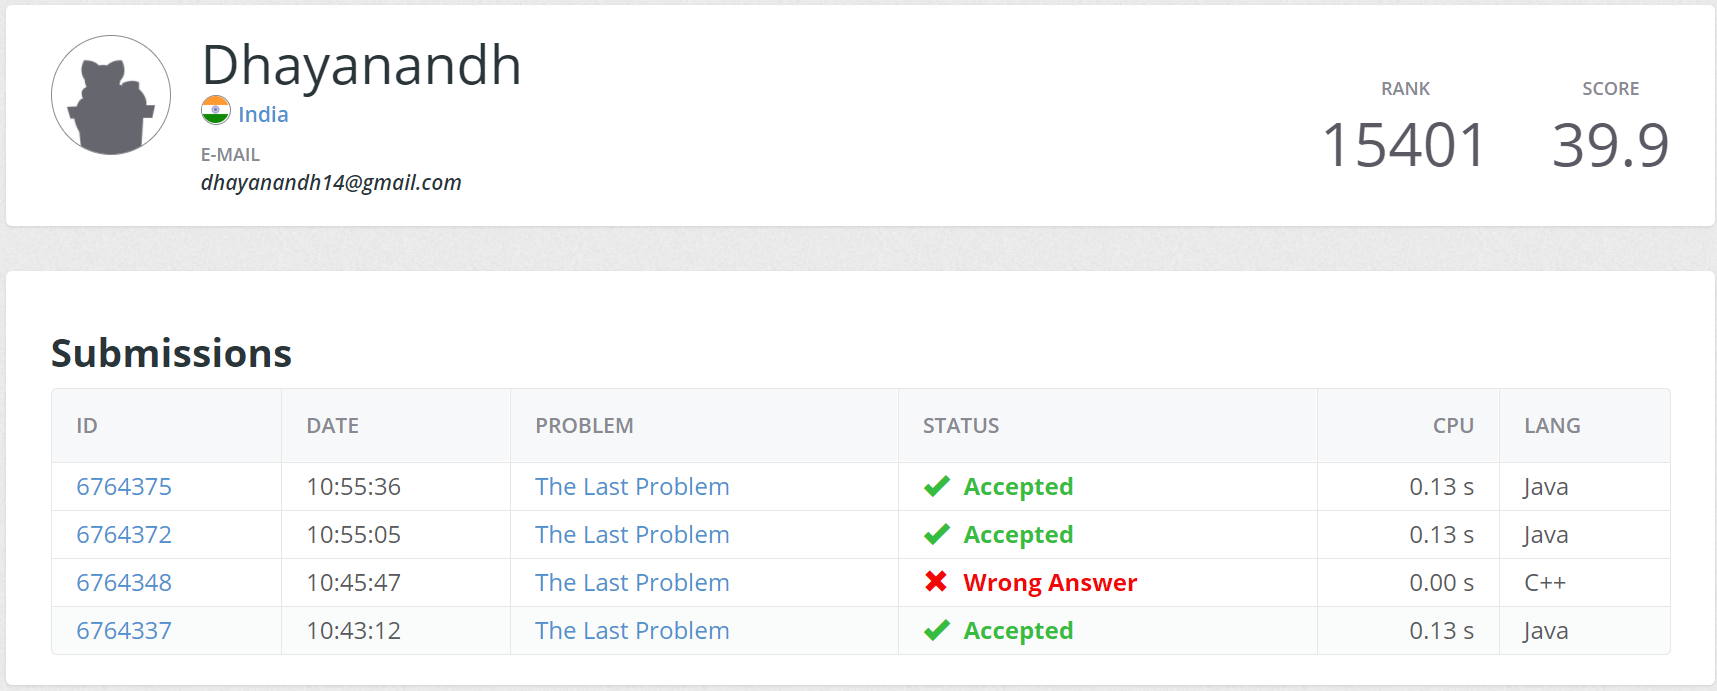 Dhayanandh
India
E-MAIL
dhayanandh14@gmail.com
RANK SCORE
15401 39.9
Submissions
ID DATE PROBLEM STATUS CPU LANG
6764375 10:55:36 The Last Problem Accepted 0.13 s Java
6764372 10:55:05 The Last Problem Accepted 0.13 s Java
6764348 10:45:47 The Last Problem Wrong Answer 0.00 s C++
6764337 10:43:12 The Last Problem Accepted 0.13 s Java